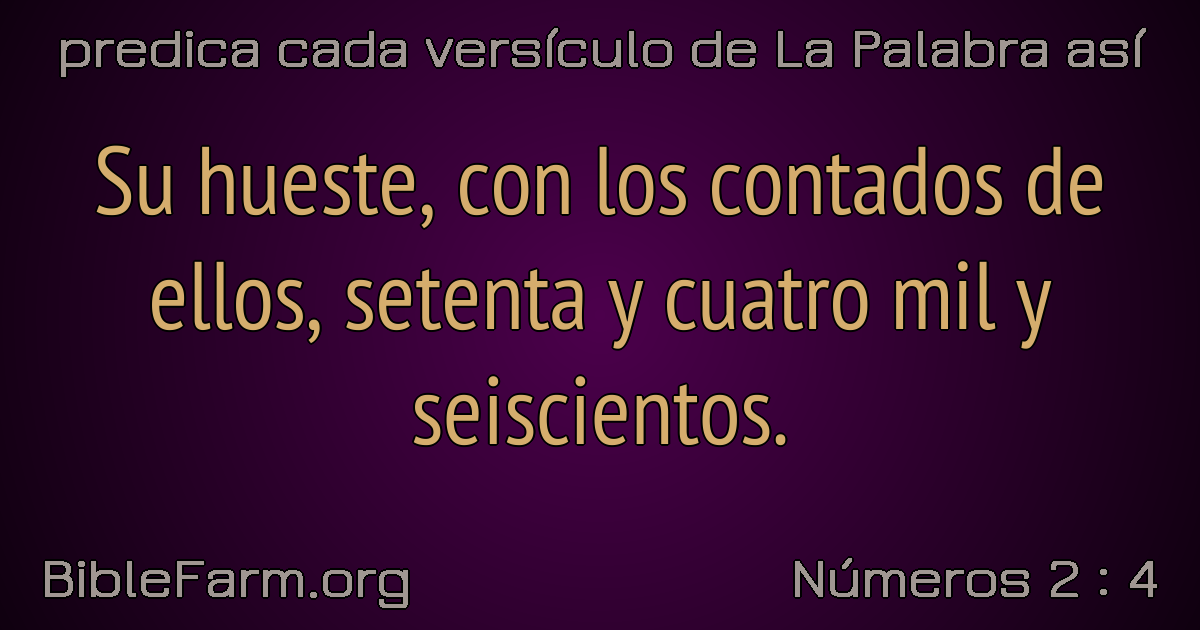 predica cada versículo de La Palabra así
Su hueste, con los contados de
ellos, setenta y cuatro mil y
seiscientos.
BibleFarm.org
Números 2 : 4